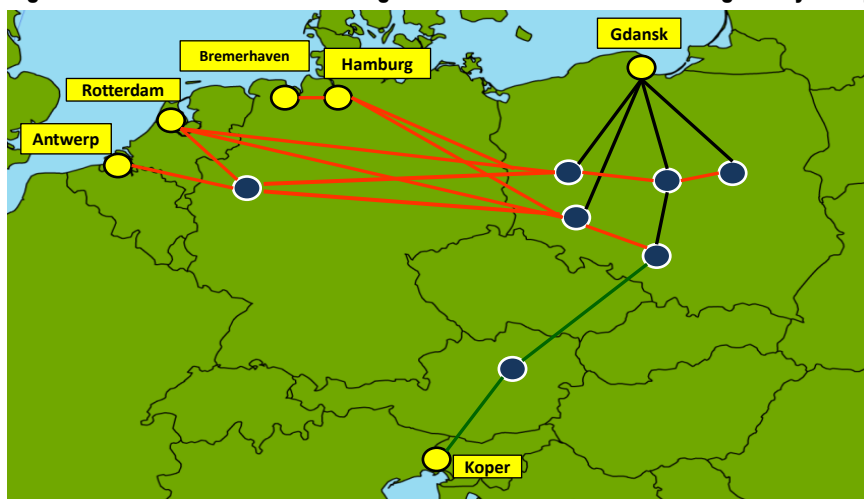 Gdansk
Bremerhaven
Hamburg
Rotterdam
Antwerp
Koper